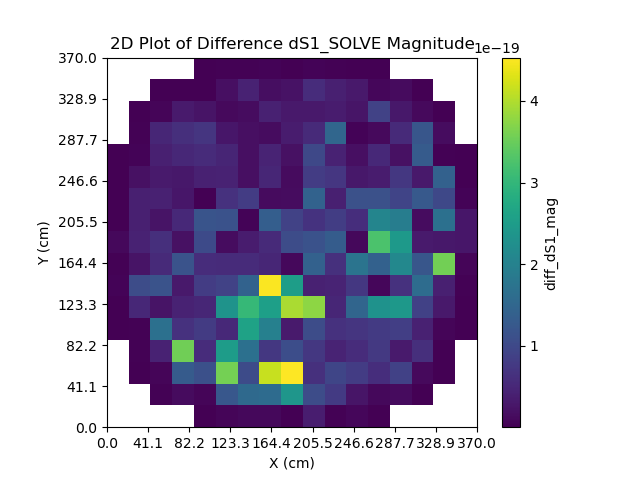 2D Plot of Difference dS1_SOLVE Magnitude
1e−19
370.0
328.9
287.7
246.6
205.5
164.4
123.3
82.2
41.1
0.0
Y (cm)
0.0 41.1 82.2 123.3 164.4 205.5 246.6 287.7 328.9 370.0
X (cm)
4
3
2
1
diff_dS1_mag